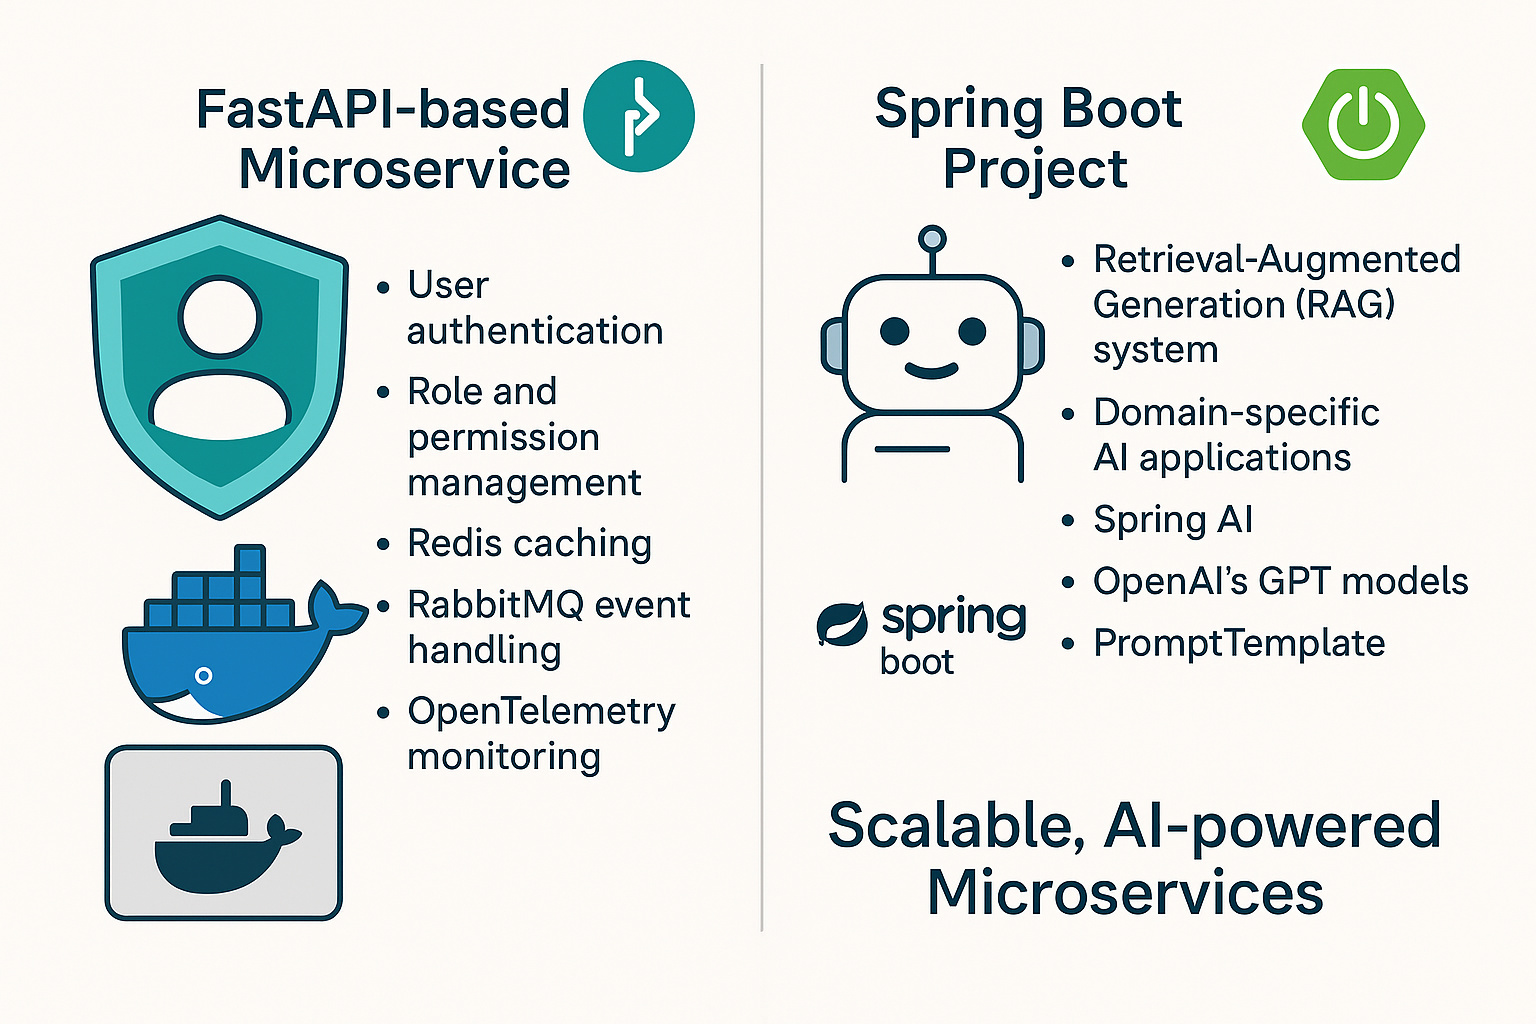 FastAPI-based
Microservice
• User
authentication
• Role and
permission
management
• Redis caching
• RabbitMQ event
handling
• OpenTelemetry
monitoring
Spring Boot
Project
• Retrieval-Augmented
Generation (RAG)
system
• Domain-specific
AI applications
• Spring AI
• OpenAI’s GPT models
• PromptTemplate
spring
boot
Scalable, AI-powered
Microservices